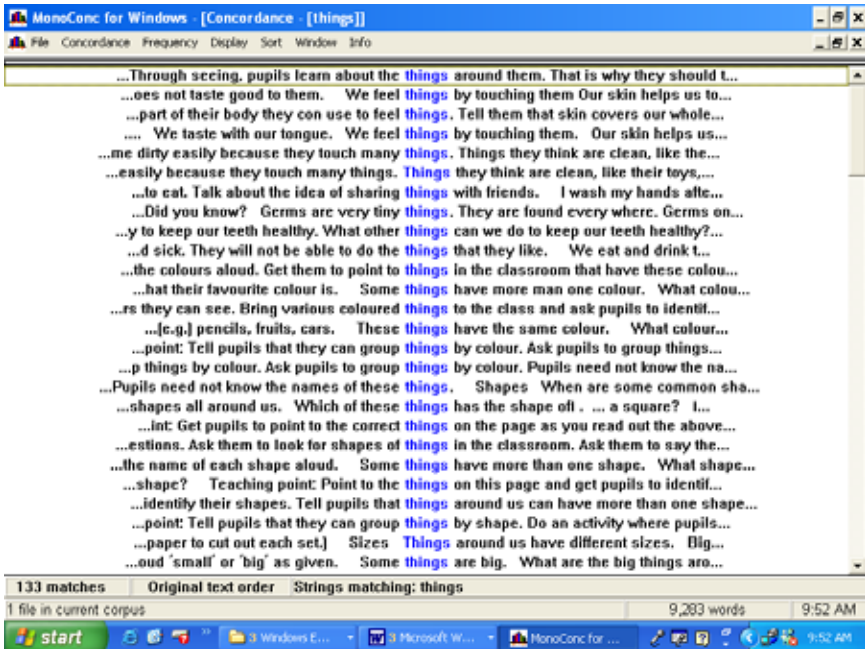 MonoConc for Windows - [Concordance - [things]]
File Concordance Frequency Display Sort Window Info
...Through seeing, pupils learn about the things around them. That is why they should t...
...oes not taste good to them. We feel things by touching them Our skin helps us to...
...part of their body they con use to feel things. Tell them that skin covers our whole...
.... We taste with our tongue. We feel things by touching them. Our skin helps us...
...me dirty easily because they touch many things. Things they think are clean, like the...
...easily because they touch many things. Things they think are clean, like their toys,...
...to eat. Talk about the idea of sharing things with friends. I wash my hands afte...
...Did you know? Germs are very tiny things. They are found every where. Germs on...
...y to keep our teeth healthy. What other things can we do to keep our teeth healthy?...
...d sick. They will not be able to do the things that they like. We eat and drink t...
...the colours aloud. Get them to point to things in the classroom that have these colou...
...hat their favourite colour is. Some things have more man one colour. What colou...
...rs they can see. Bring various coloured things to the class and ask pupils to identif...
...[e.g.] pencils, fruits, cars. These things have the same colour. What colour...
...point: Tell pupils that they can group things by colour. Ask pupils to group things...
...p things by colour. Ask pupils to group things by colour. Pupils need not know the na...
...Pupils need not know the names of these things. Shapes When are some common sha...
...shapes all around us. Which of these things has the shape ofl . ... a square? I...
...int: Get pupils to point to the correct things on the page as you read out the above...
...estions. Ask them to look for shapes of things in the classroom. Ask them to say the...
...the name of each shape aloud. Some things have more than one shape. What shape...
...shape? Teaching point: Point to the things on this page and get pupils to identif...
...identify their shapes. Tell pupils that things around us can have more than one shape...
...point: Tell pupils that they can group things by shape. Do an activity where pupils...
...paper to cut out each set.] Sizes Things around us have different sizes. Big...
...oud 'small' or 'big' as given. Some things are big. What are the big things aro...
133 matches Original text order Strings matching: things
1 file in current corpus 9,283 words 9:52 AM
start 3 Windows E... 3 Microsoft W... MonoConc for ... 9:52 AM